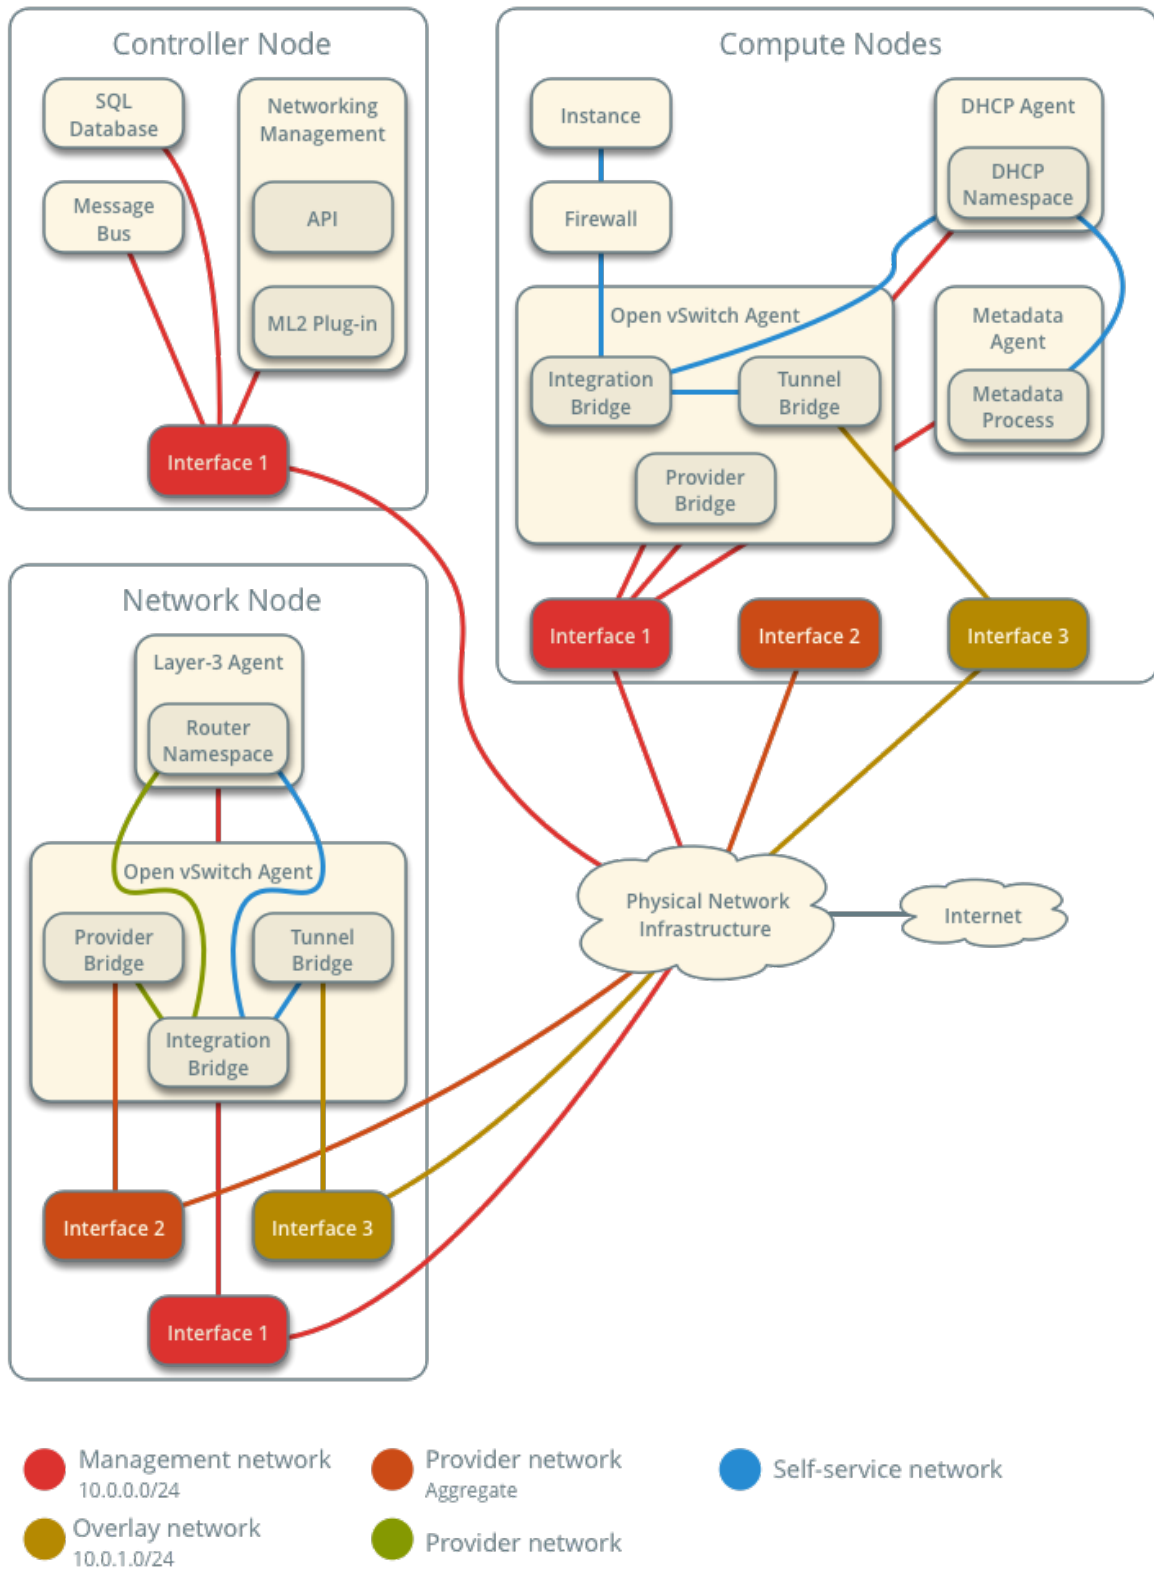 Controller Node
SQL
Database
Networking
Management
Message
Bus
API
ML2 Plug-in
Interface 1
Compute Nodes
Instance
DHCP Agent
DHCP
Namespace
Firewall
Open vSwitch Agent
Metadata
Agent
Integration
Bridge
Tunnel
Bridge
Metadata
Process
Provider
Bridge
Interface 1
Interface 2
Interface 3
Network Node
Layer-3 Agent
Router
Namespace
Open vSwitch Agent
Provider
Bridge
Tunnel
Bridge
Integration
Bridge
Interface 2
Interface 3
Interface 1
Physical Network
Infrastructure
Internet
Management network
10.0.0.0/24
Provider network
Aggregate
Self-service network
Overlay network
10.0.1.0/24
Provider network